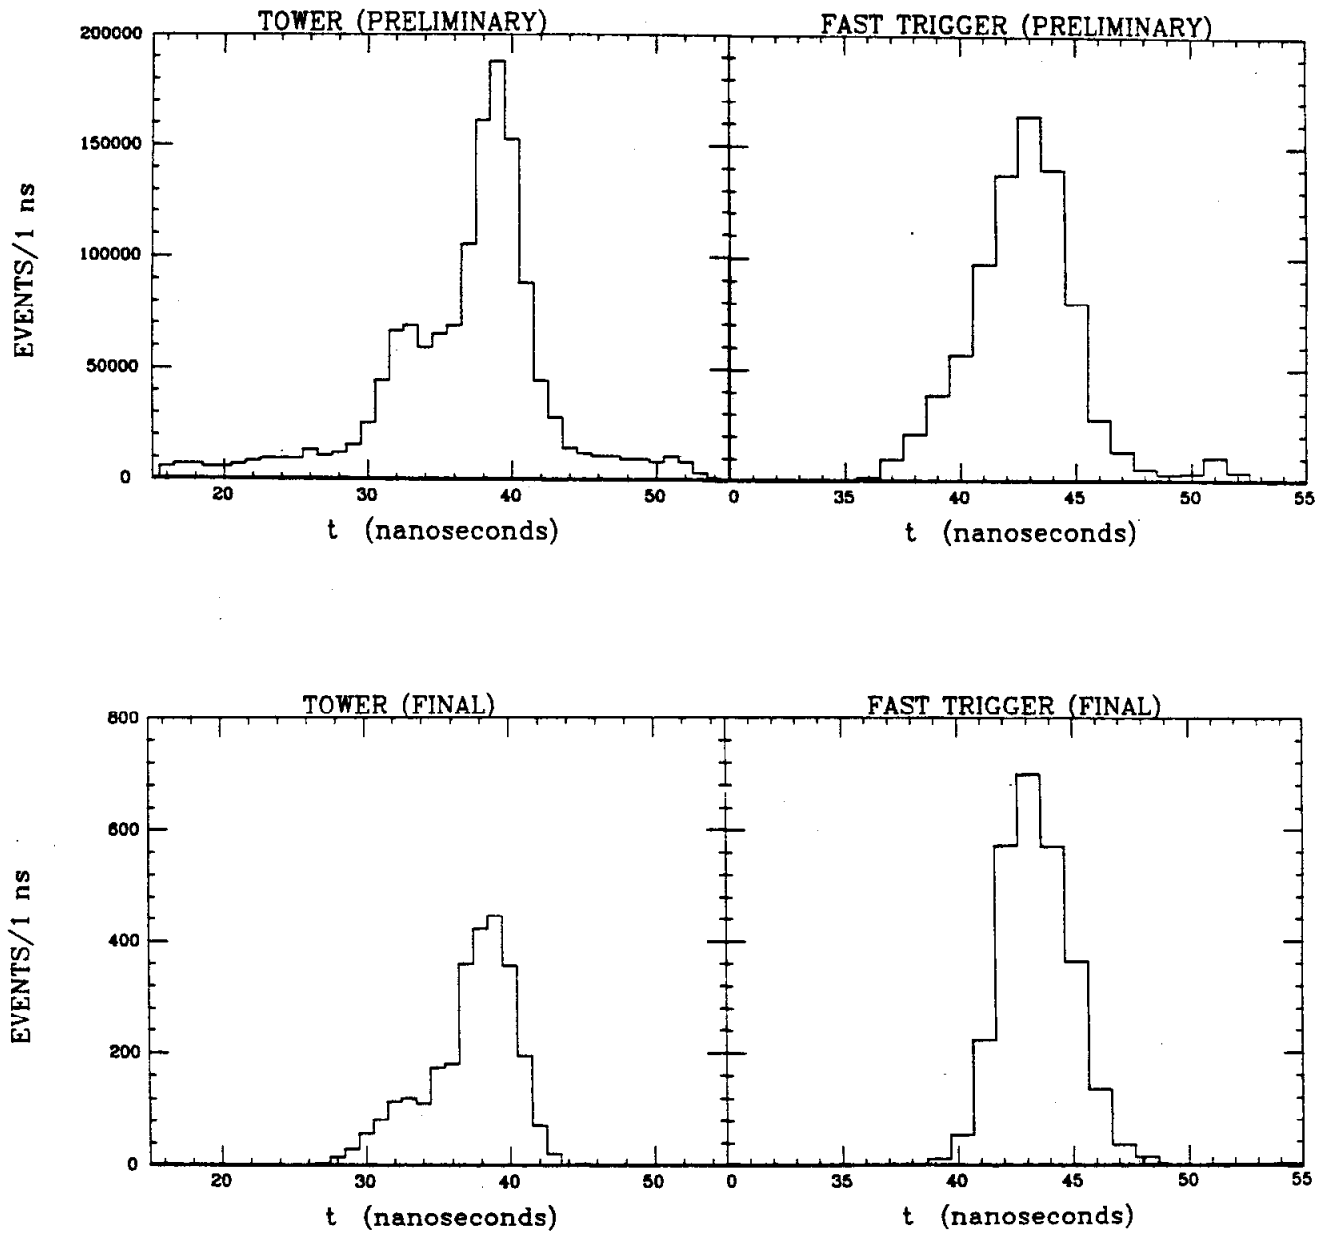 TOWER (PRELIMINARY)
FAST TRIGGER (PRELIMINARY)
200000
150000
100000
50000
0
EVENTS/1 ns
20 30 40 50 0 35 40 45 50 55
t (nanoseconds)
t (nanoseconds)
TOWER (FINAL)
FAST TRIGGER (FINAL)
800
600
400
200
0
EVENTS/1 ns
20 30 40 50 0 35 40 45 50 55
t (nanoseconds)
t (nanoseconds)